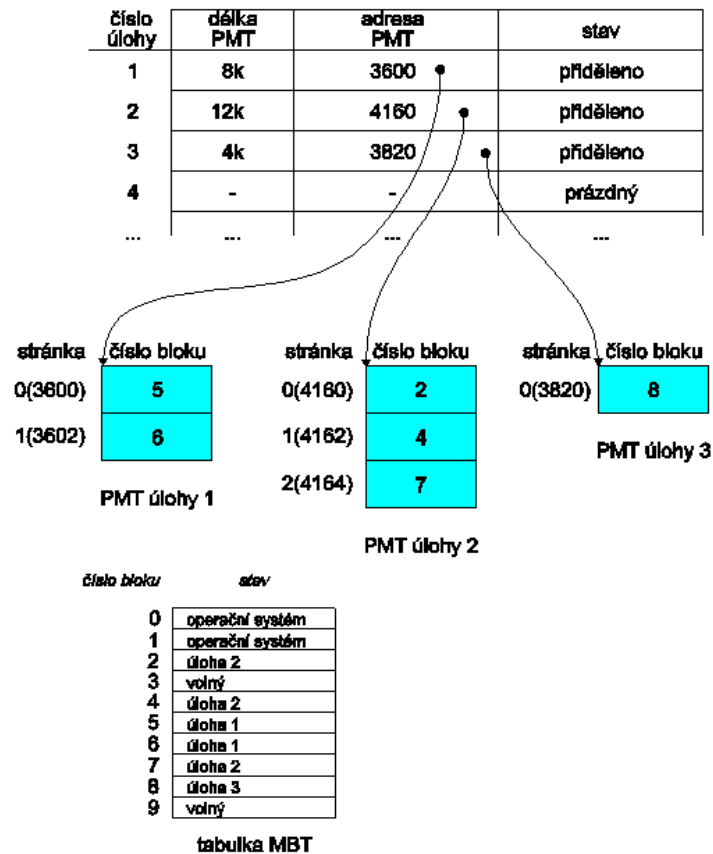 číslo úlohy délka PMT adresa PMT stav
1 8k 3600 přiděleno
2 12k 4160 přiděleno
3 4k 3820 přiděleno
4 - - prázdný
... ... ... ...
stránka číslo bloku stránka číslo bloku stránka číslo bloku
0(3600) 5 0(4160) 2 0(3820) 8
1(3602) 6 1(4162) 4
PMT úlohy 3
2(4164) 7
PMT úlohy 1
PMT úlohy 2
číslo bloku stav
0 operační systém
1 operační systém
2 úloha 2
3 volný
4 úloha 2
5 úloha 1
6 úloha 1
7 úloha 2
8 úloha 3
9 volný
tabulka MBT